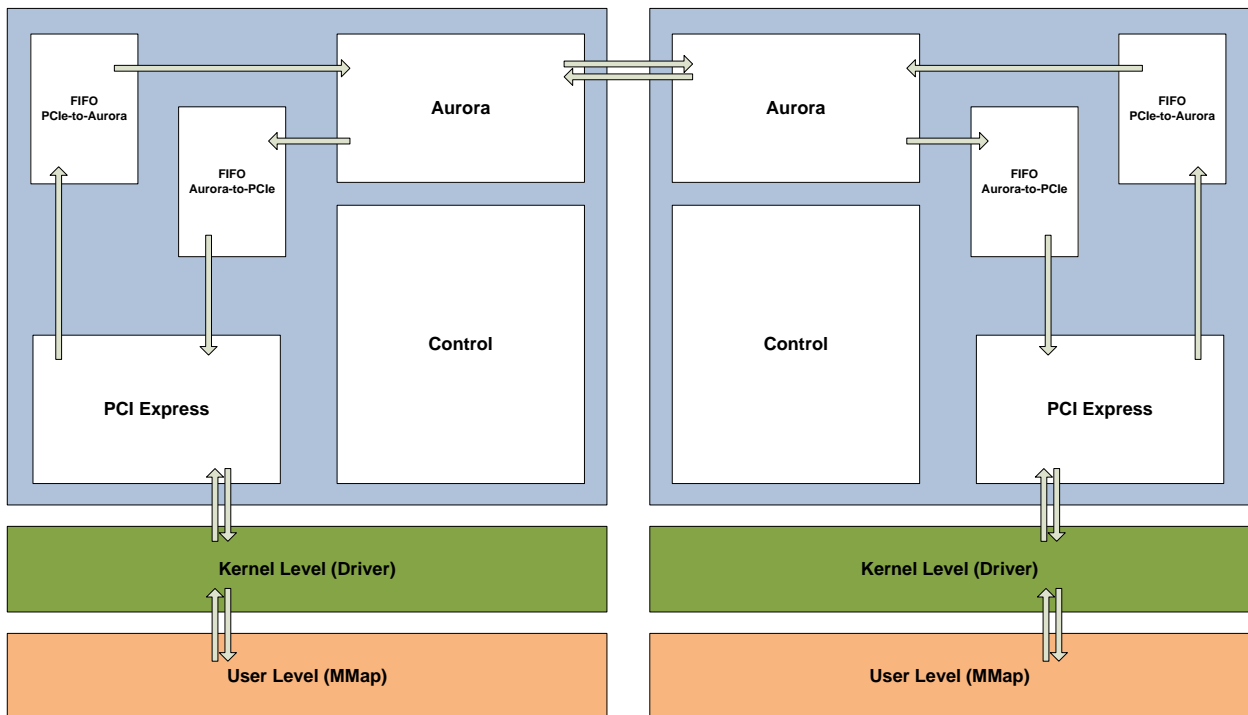 FIFO
PCIe-to-Aurora
Aurora
FIFO
Aurora-to-PCIe
Control
PCI Express
Aurora
FIFO
PCIe-to-Aurora
FIFO
Aurora-to-PCIe
Control
PCI Express
Kernel Level (Driver)
Kernel Level (Driver)
User Level (MMap)
User Level (MMap)